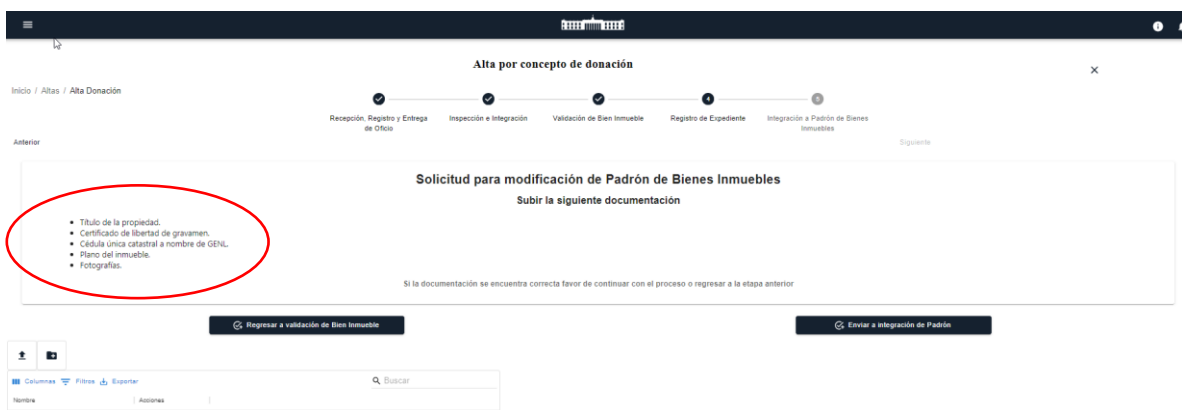 Alta por concepto de donación
Inicio / Altas / Alta Donación
4
5
Recepción, Registro y Entrega
de Oficio
Inspección e Integración
Validación de Bien Inmueble
Registro de Expediente
Integración a Padrón de Bienes
Inmuebles
Anterior
Siguiente
Solicitud para modificación de Padrón de Bienes Inmuebles
Subir la siguiente documentación
• Título de la propiedad.
• Certificado de libertad de gravamen.
• Cédula única catastral a nombre de GENL.
• Plano del inmueble.
• Fotografías.
Si la documentación se encuentra correcta favor de continuar con el proceso o regresar a la etapa anterior
Regresar a validación de Bien Inmueble
Enviar a integración de Padrón
Columnas
Filtros
Exportar
Buscar
Nombre
Acciones